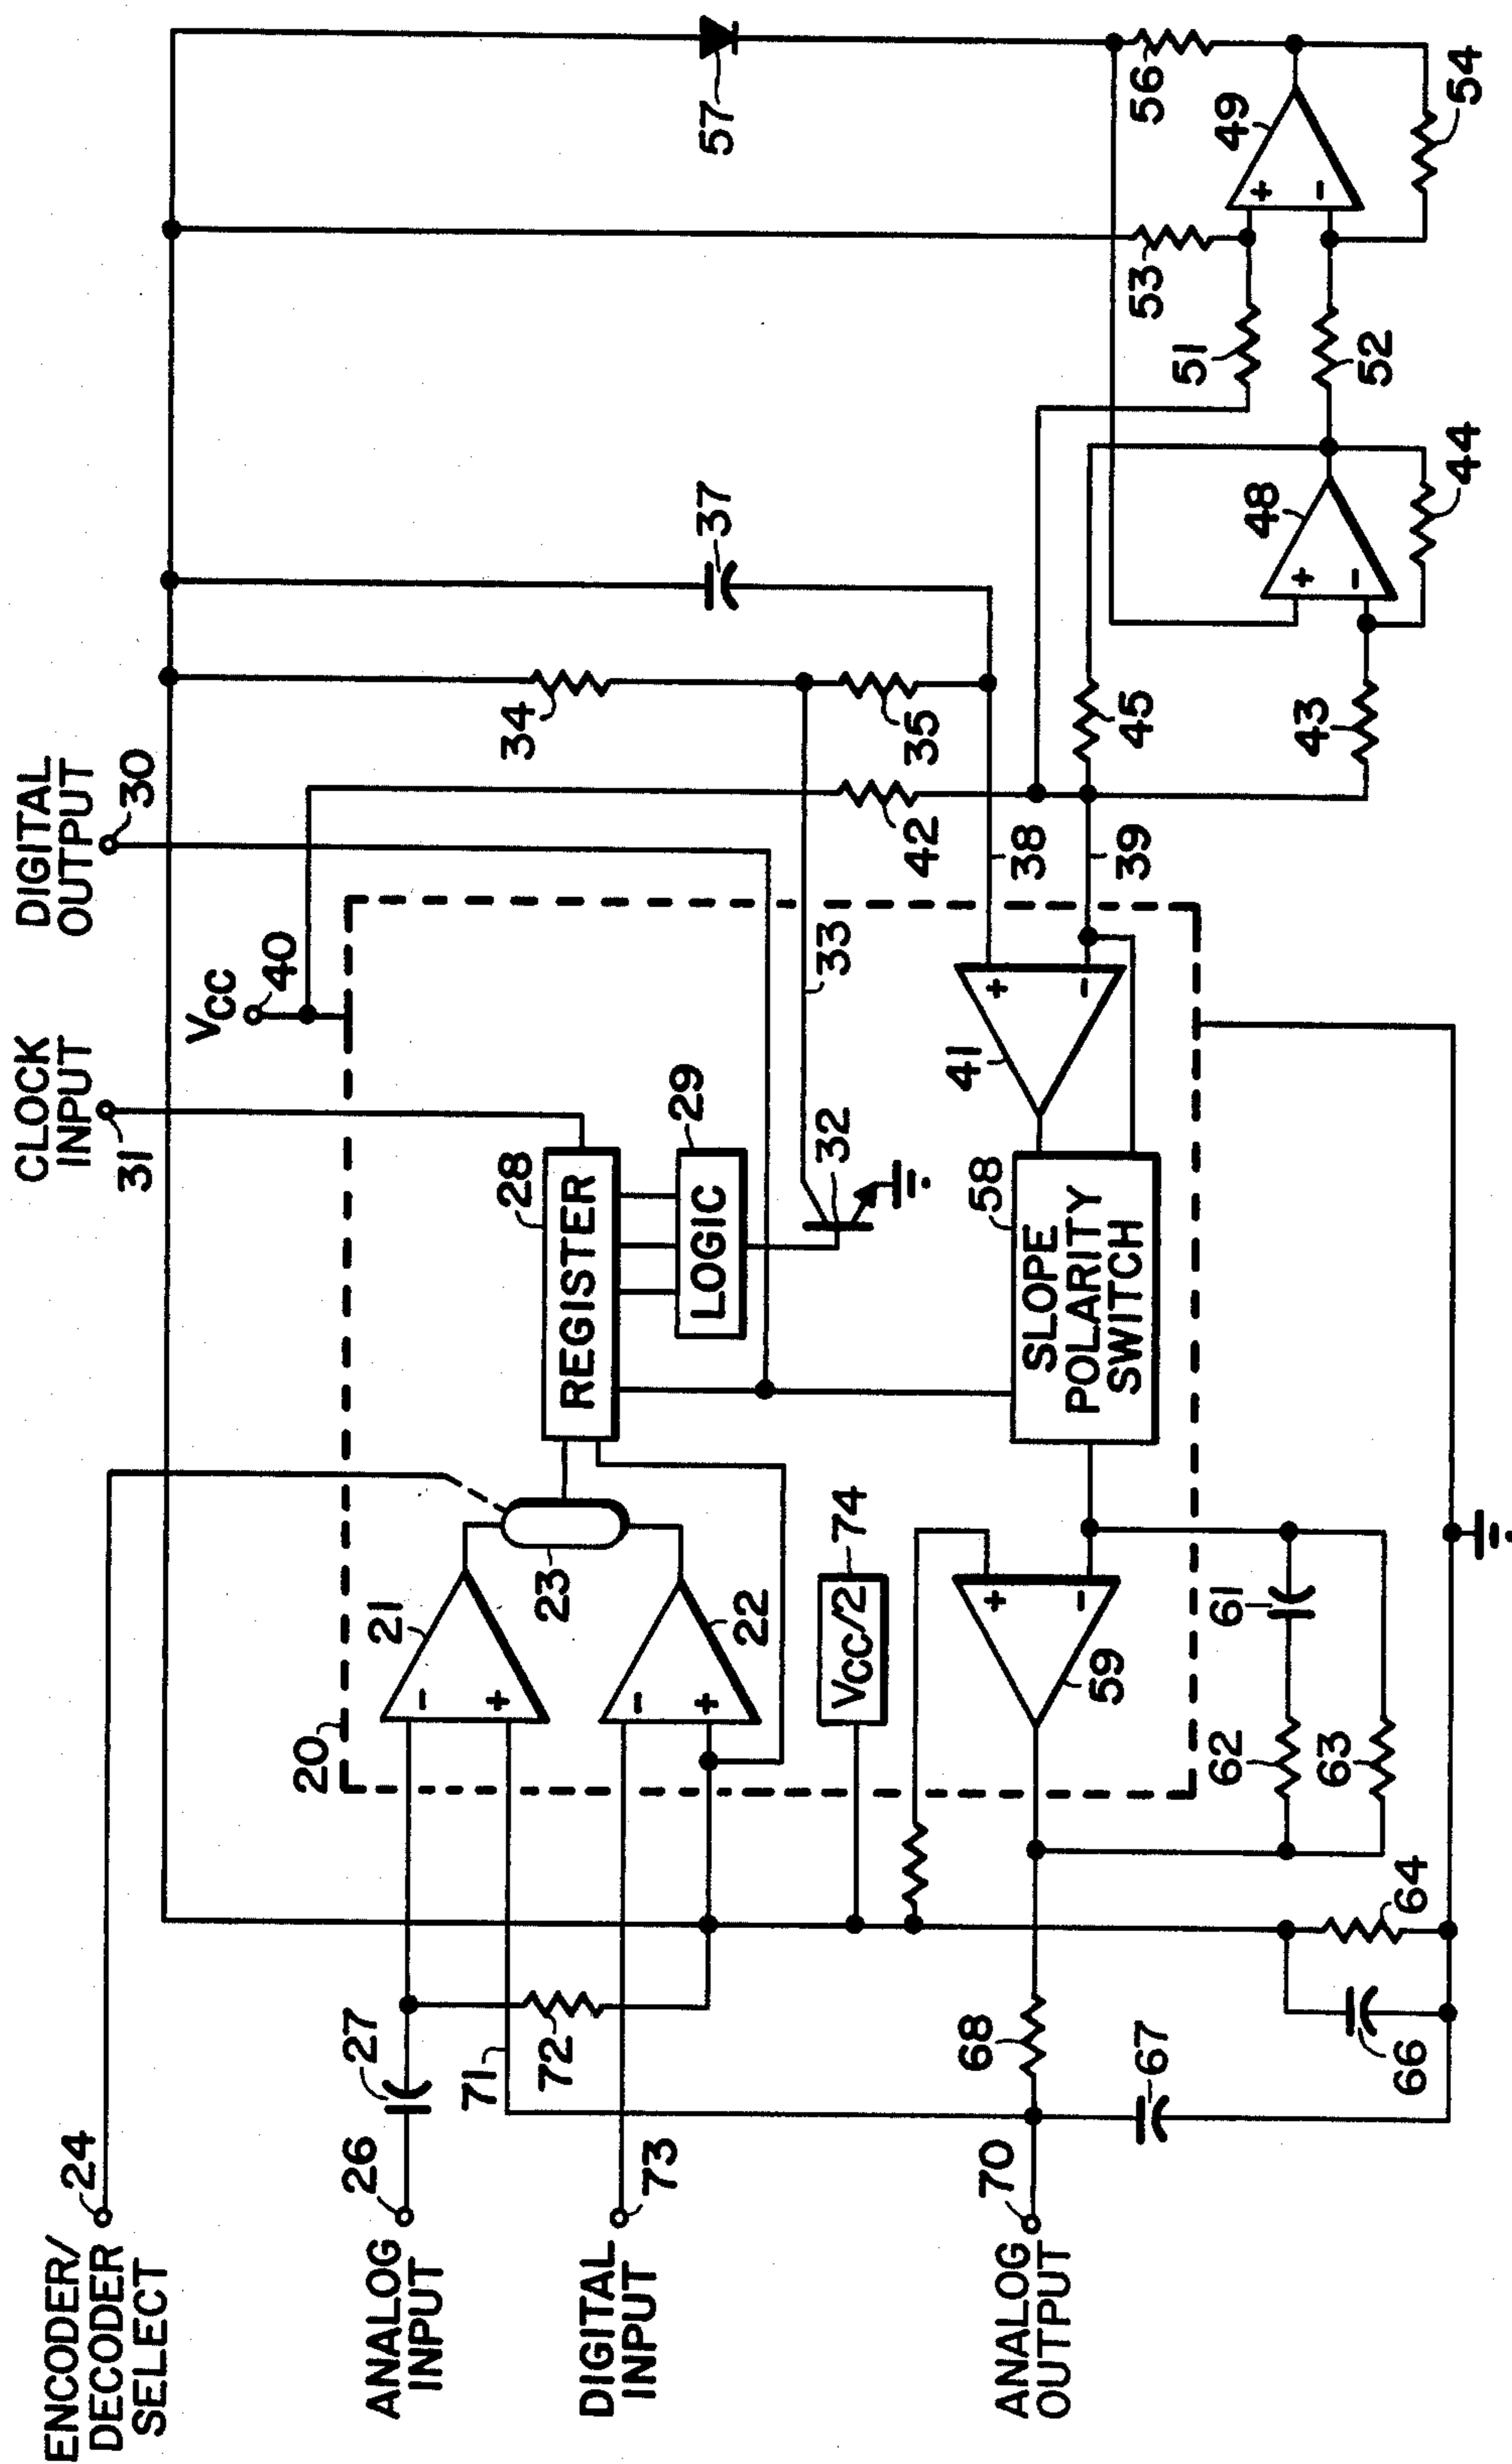 ENCODER/
DECODER
SELECT
24
CLOCK
INPUT
31
DIGITAL
OUTPUT
30
VCC
40
20
ANALOG
INPUT
26
27
71
72
21
-
+
23
28
REGISTER
29
LOGIC
32
33
34
35
37
57
DIGITAL
INPUT
73
22
-
+
VCC/2
74
41
+
-
38
39
42
45
51
53
56
49
+
-
52
54
48
+
-
43
44
58
SLOPE
POLARITY
SWITCH
59
+
-
61
62
63
64
66
67
68
ANALOG
OUTPUT
70